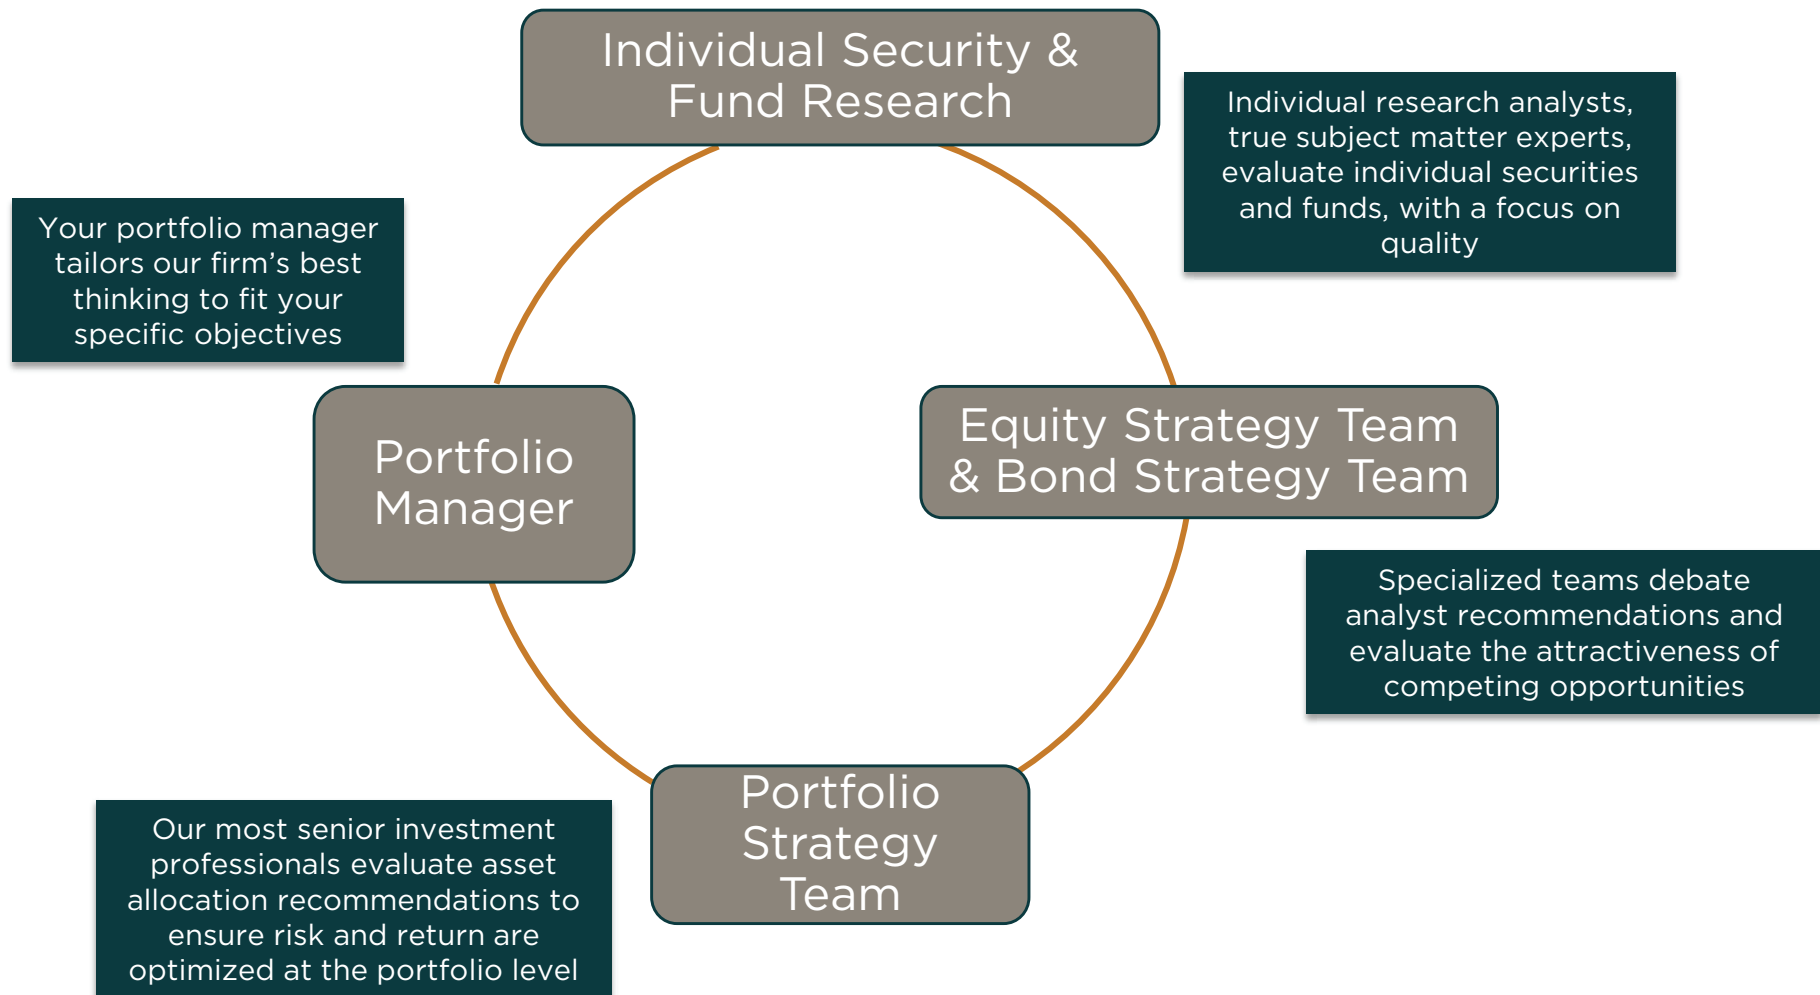 Individual Security &
Fund Research
Individual research analysts,
true subject matter experts,
evaluate individual securities
and funds, with a focus on
quality
Your portfolio manager
tailors our firm’s best
thinking to fit your
specific objectives
Portfolio
Manager
Equity Strategy Team
& Bond Strategy Team
Specialized teams debate
analyst recommendations and
evaluate the attractiveness of
competing opportunities
Portfolio
Strategy
Team
Our most senior investment
professionals evaluate asset
allocation recommendations to
ensure risk and return are
optimized at the portfolio level